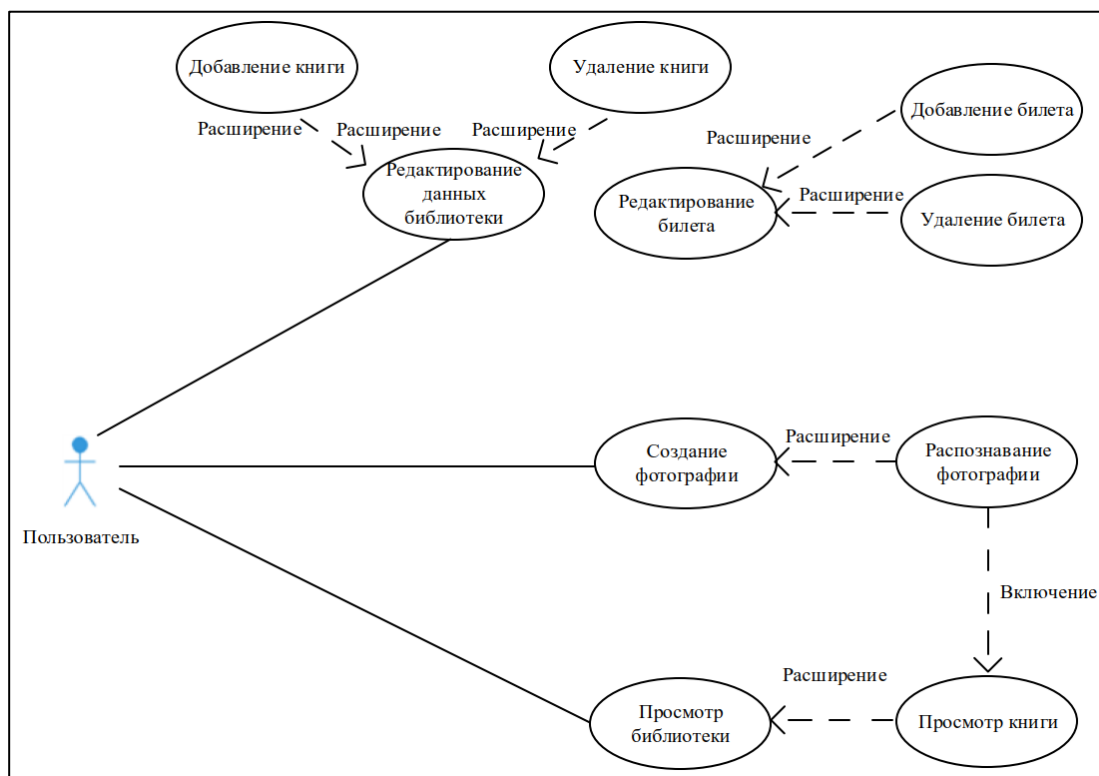 Добавление книги
Удаление книги
Добавление билета
Расширение
Расширение
Расширение
Расширение
Редактирование
данных
библиотеки
Редактирование
билета
Расширение
Удаление билета
Создание
фотографии
Расширение
Распознавание
фотографии
Пользователь
Включение
Расширение
Просмотр
библиотеки
Просмотр книги